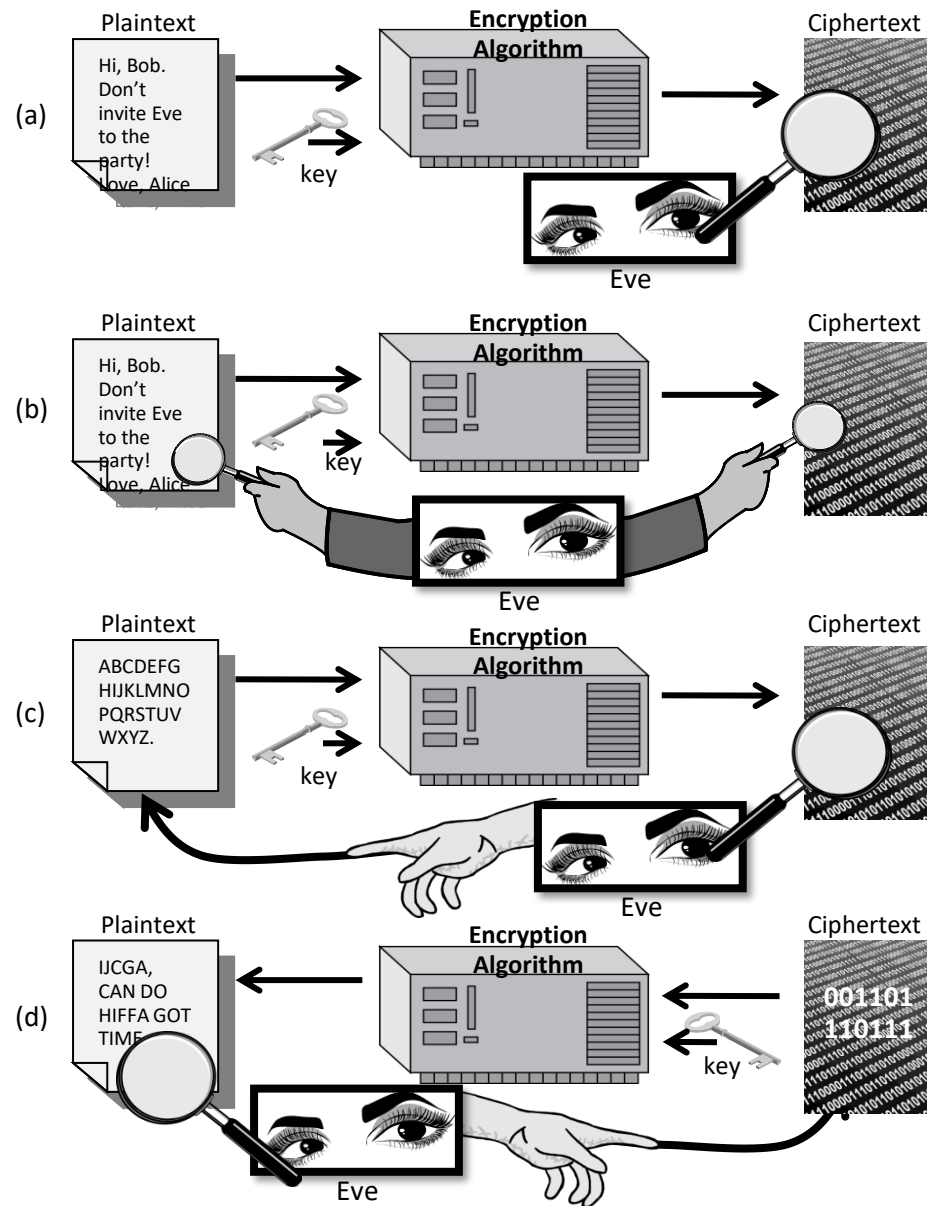 Plaintext
Encryption
Algorithm
Ciphertext
(a)
Hi, Bob.
Don't
invite Eve
to the
party!
Love, Alice
key
Eve
Plaintext
Encryption
Algorithm
Ciphertext
(b)
Hi, Bob.
Don't
invite Eve
to the
party!
Love, Alice
key
Eve
Plaintext
Encryption
Algorithm
Ciphertext
(c)
ABCDEFG
HIJKLMNO
PQRSTUV
WXYZ.
key
Eve
Plaintext
Encryption
Algorithm
Ciphertext
(d)
IJCGA,
CAN DO
HIFFA GOT
TIME
key
001101
110111
Eve